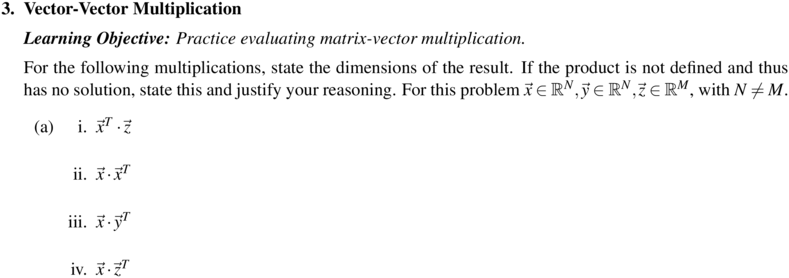 3. Vector-Vector Multiplication
Learning Objective: Practice evaluating matrix-vector multiplication.
For the following multiplications, state the dimensions of the result. If the product is not defined and thus
has no solution, state this and justify your reasoning. For this problem $\vec{x} \in \mathbb{R}^N, \vec{y} \in \mathbb{R}^N, \vec{z} \in \mathbb{R}^M$, with $N \neq M$.
(a) i. $\vec{x}^T \cdot \vec{z}$
ii. $\vec{x} \cdot \vec{x}^T$
iii. $\vec{x} \cdot \vec{y}^T$
iv. $\vec{x} \cdot \vec{z}^T$